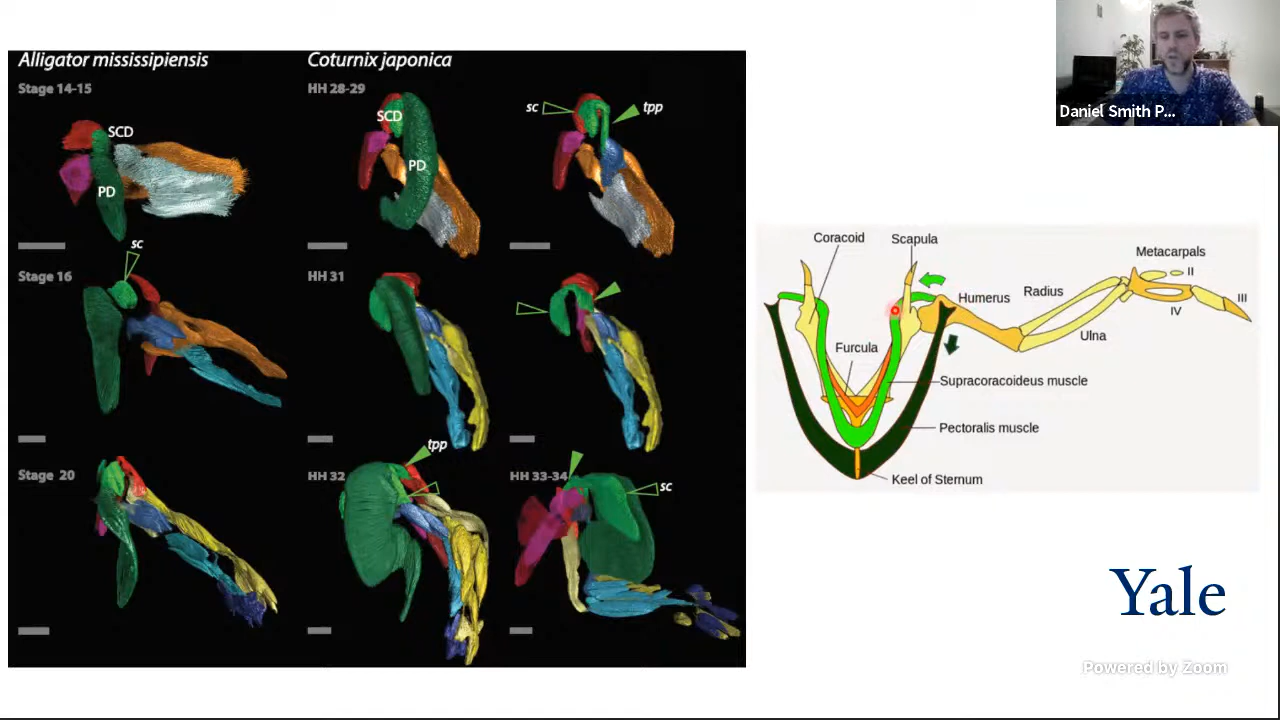 Alligator mississipiensis
Coturnix japonica
Stage 14-15
SCD
PD
HH 28-29
SCD
PD
sc
tpp
sc
Stage 16
HH 31
Stage 20
HH 32
tpp
HH 33-34
sc
Daniel Smith P...
Coracoid
Scapula
Metacarpals
II
III
IV
Humerus
Radius
Ulna
Furcula
Supracoracoideus muscle
Pectoralis muscle
Keel of Sternum
Yale
Powered by Zoom